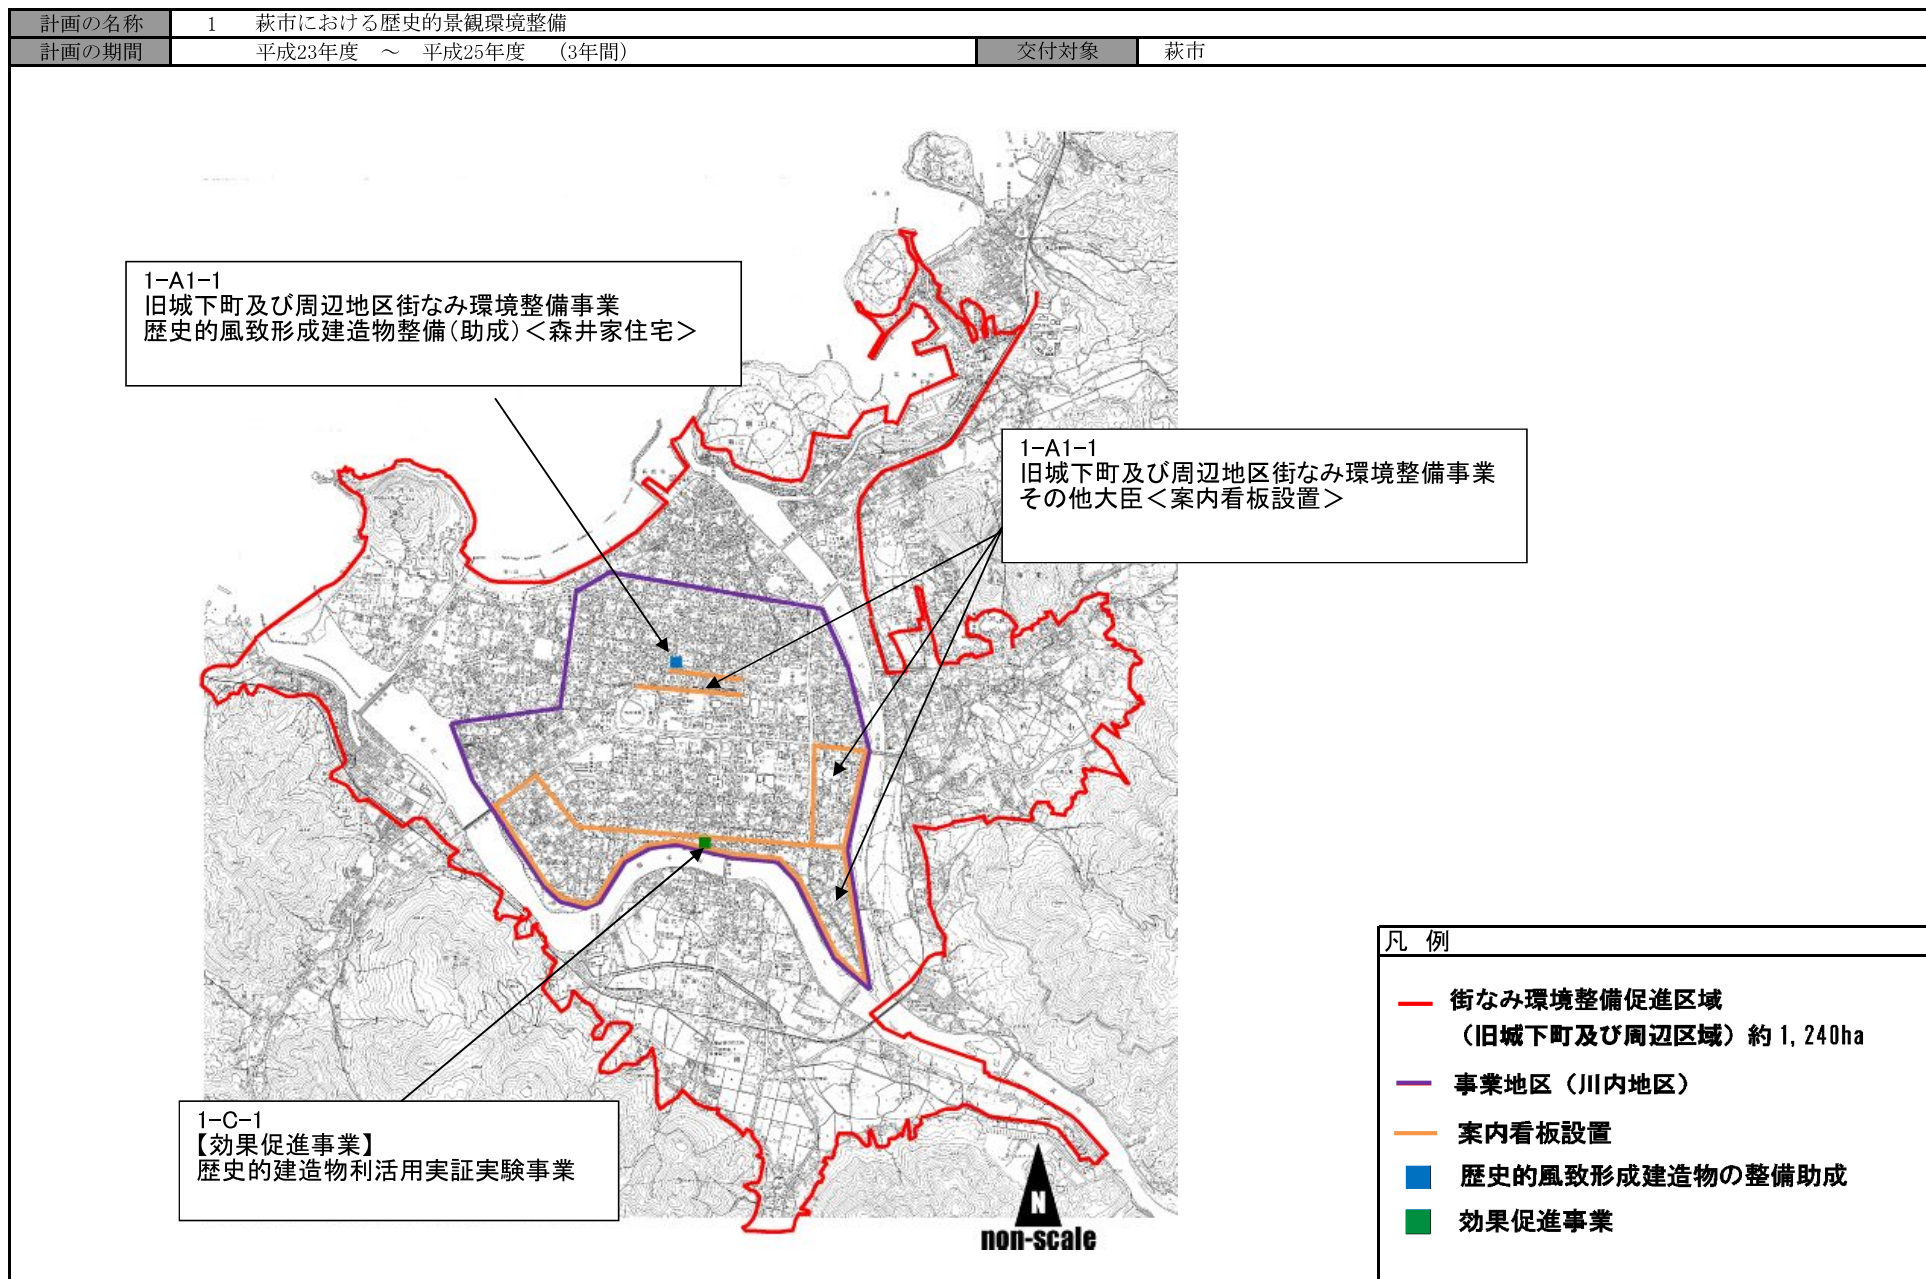 計画の名称 1 萩市における歴史的景観環境整備
計画の期間 平成23年度 ～ 平成25年度 (3年間) 交付対象 萩市
1-A1-1
旧城下町及び周辺地区街なみ環境整備事業
歴史的風致形成建造物整備(助成)＜森井家住宅＞
1-A1-1
旧城下町及び周辺地区街なみ環境整備事業
その他大臣＜案内看板設置＞
1-C-1
【効果促進事業】
歴史的建造物利活用実証実験事業
N
non-scale
凡 例
街なみ環境整備促進区域
（旧城下町及び周辺区域）約1,240ha
事業地区（川内地区）
案内看板設置
歴史的風致形成建造物の整備助成
効果促進事業